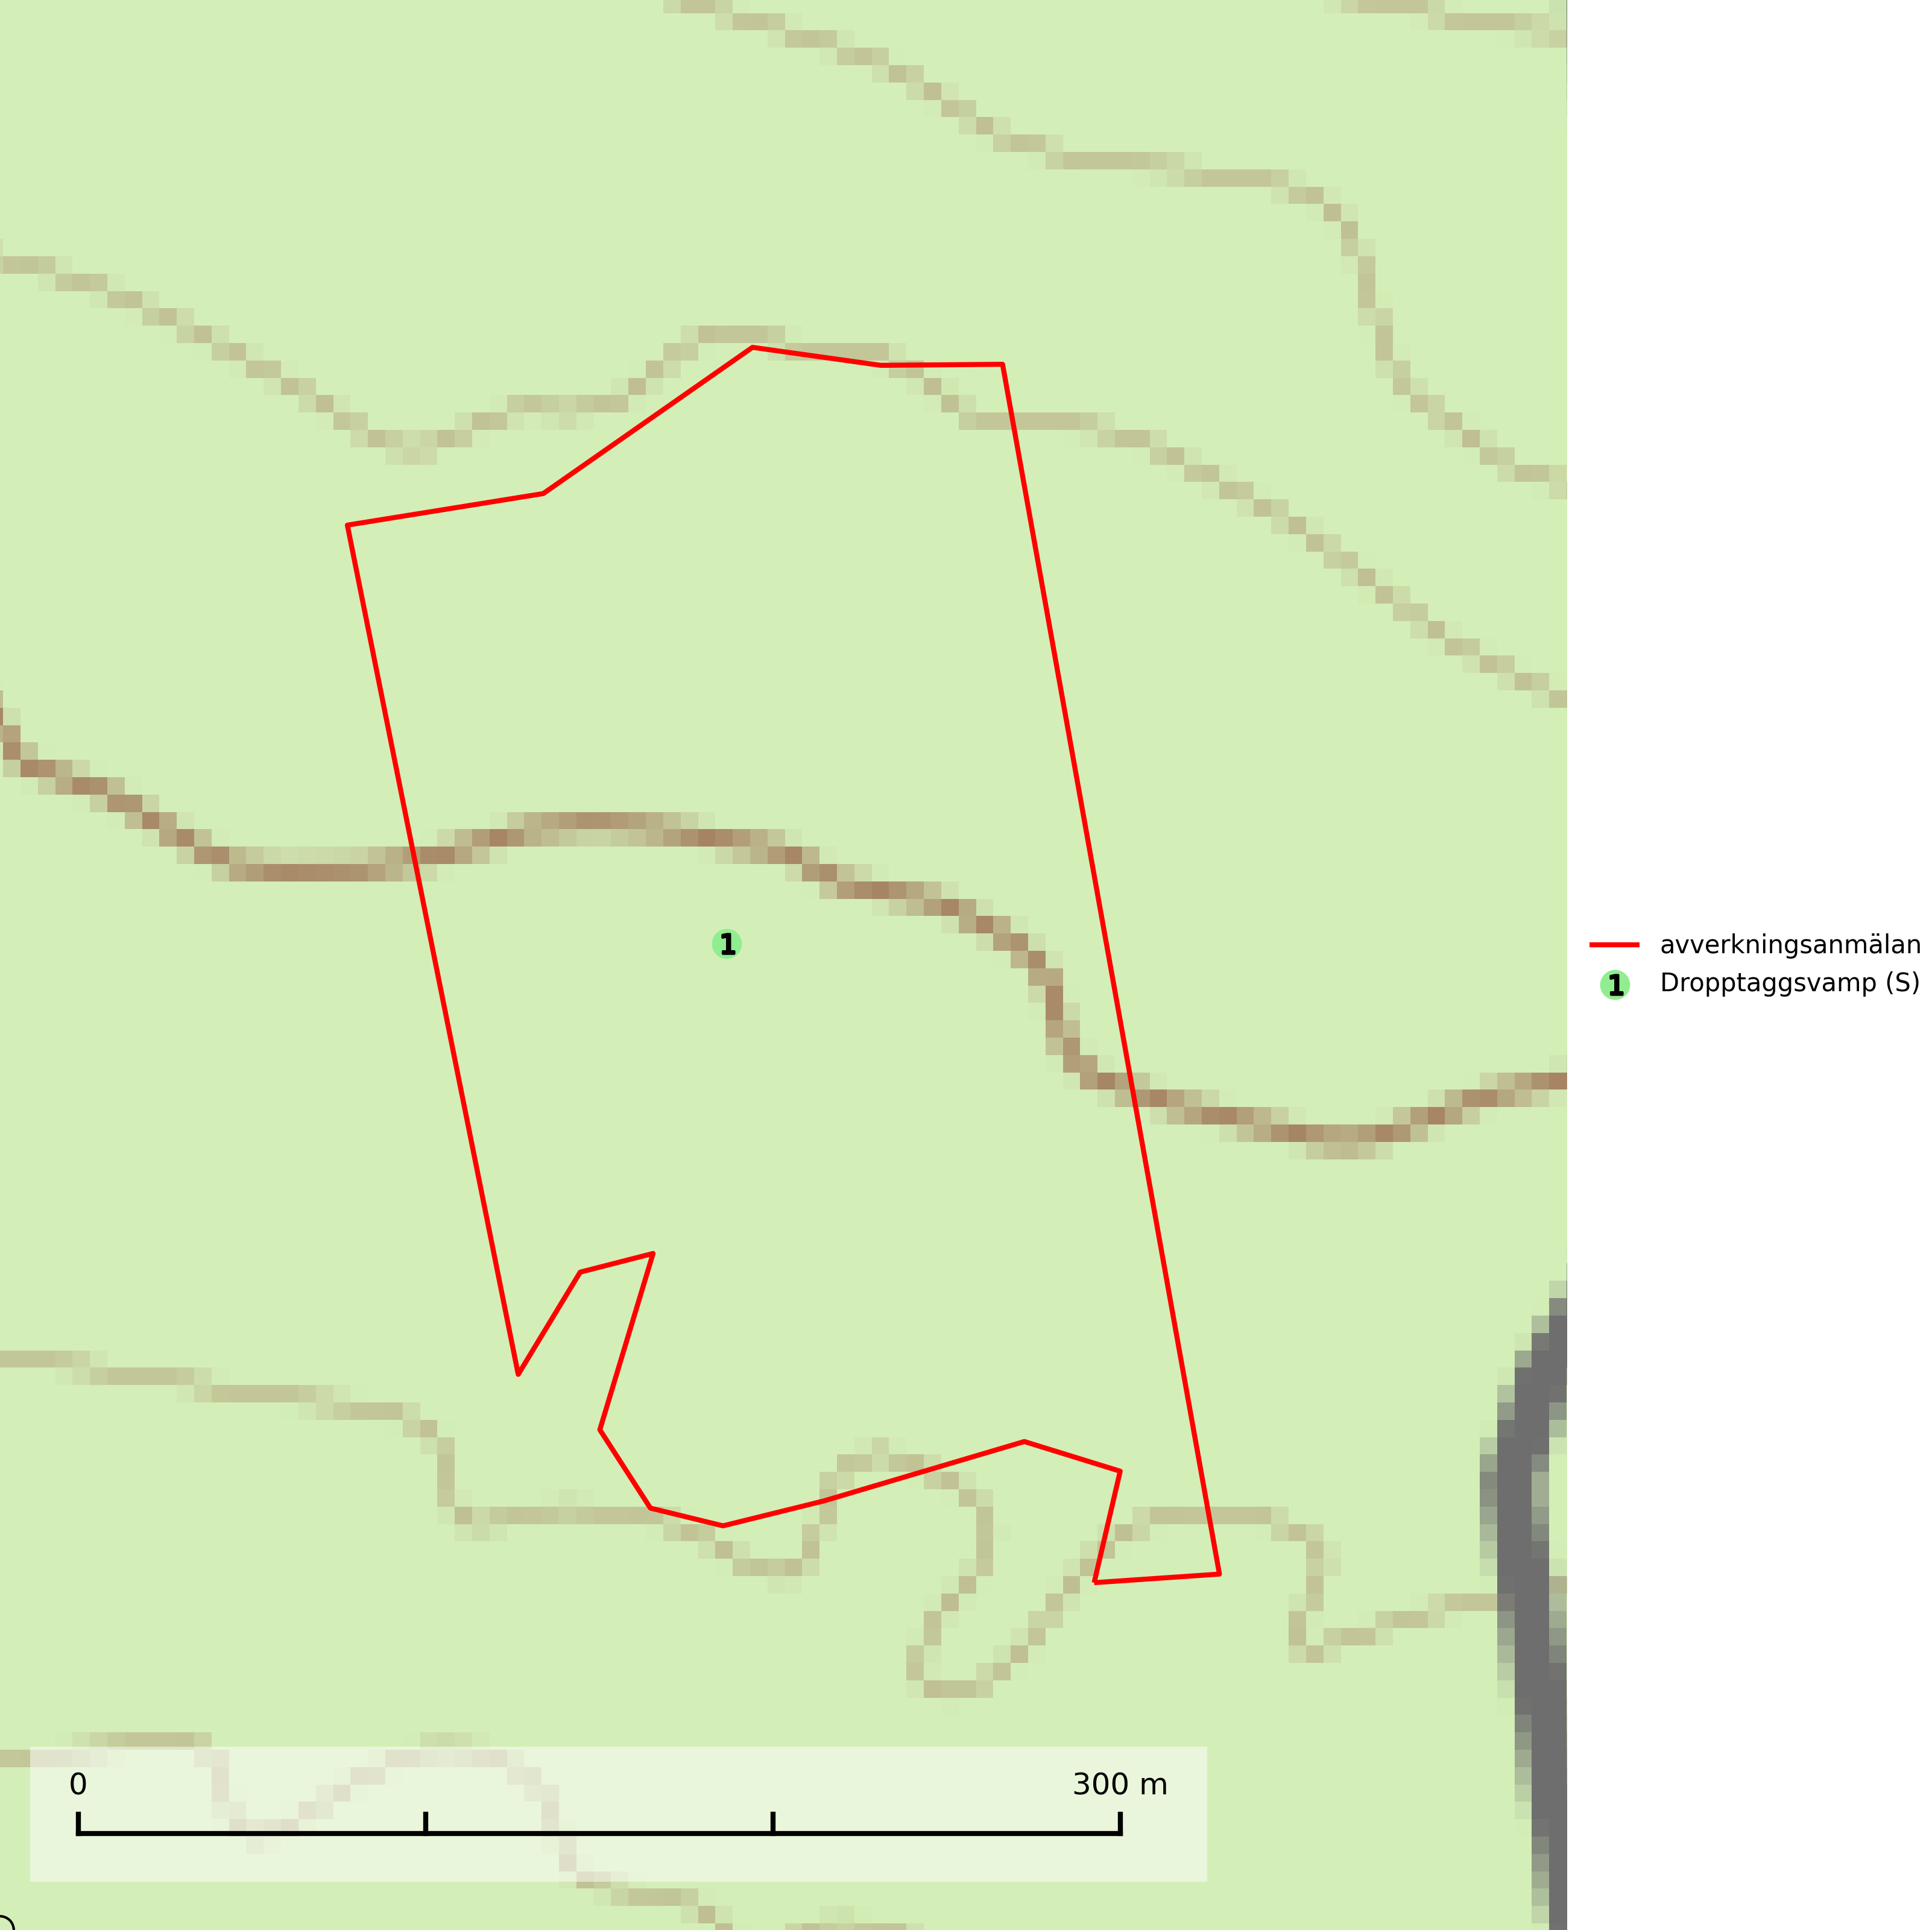 1
avverkningsanmälan
1 Dropptaggsvamp (S)
0 300 m